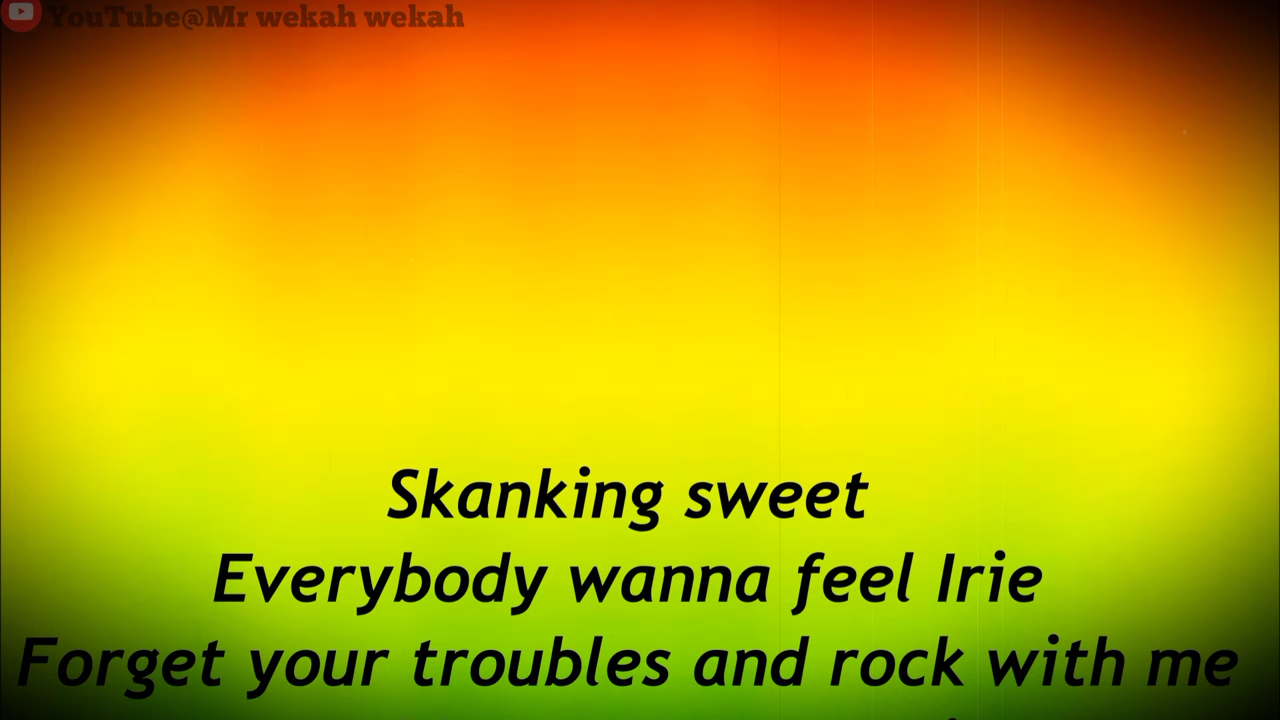 YouTube@Mr wekah wekah
Skanking sweet
Everybody wanna feel Irie
Forget your troubles and rock with me